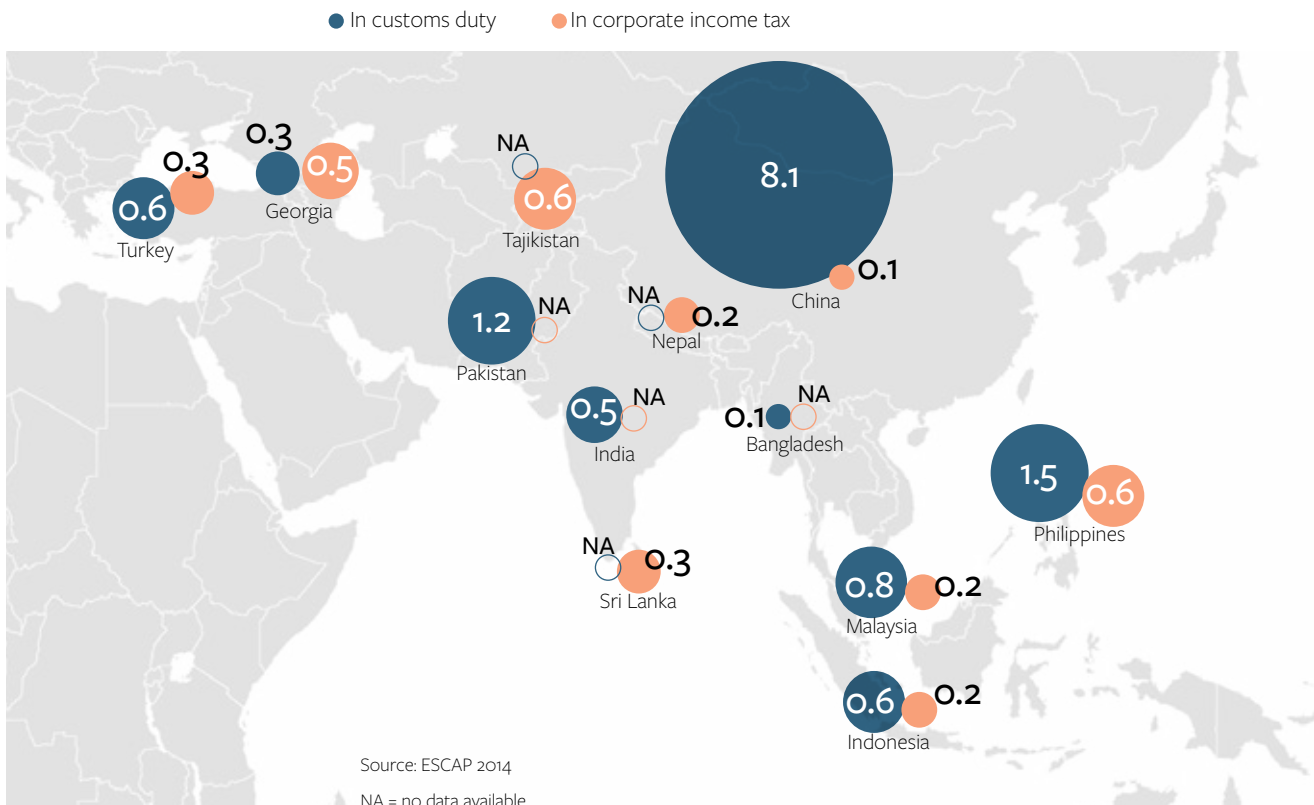 In customs duty In corporate income tax
0.3
0.3
0.5
0.6
Georgia
Turkey
NA
0.6
Tajikistan
8.1
0.1
China
1.2
NA
Pakistan
NA
0.2
Nepal
0.5
NA
India
0.1
NA
Bangladesh
1.5
0.6
Philippines
NA
0.3
Sri Lanka
0.8
0.2
Malaysia
0.6
0.2
Indonesia
Source: ESCAP 2014
NA = no data available